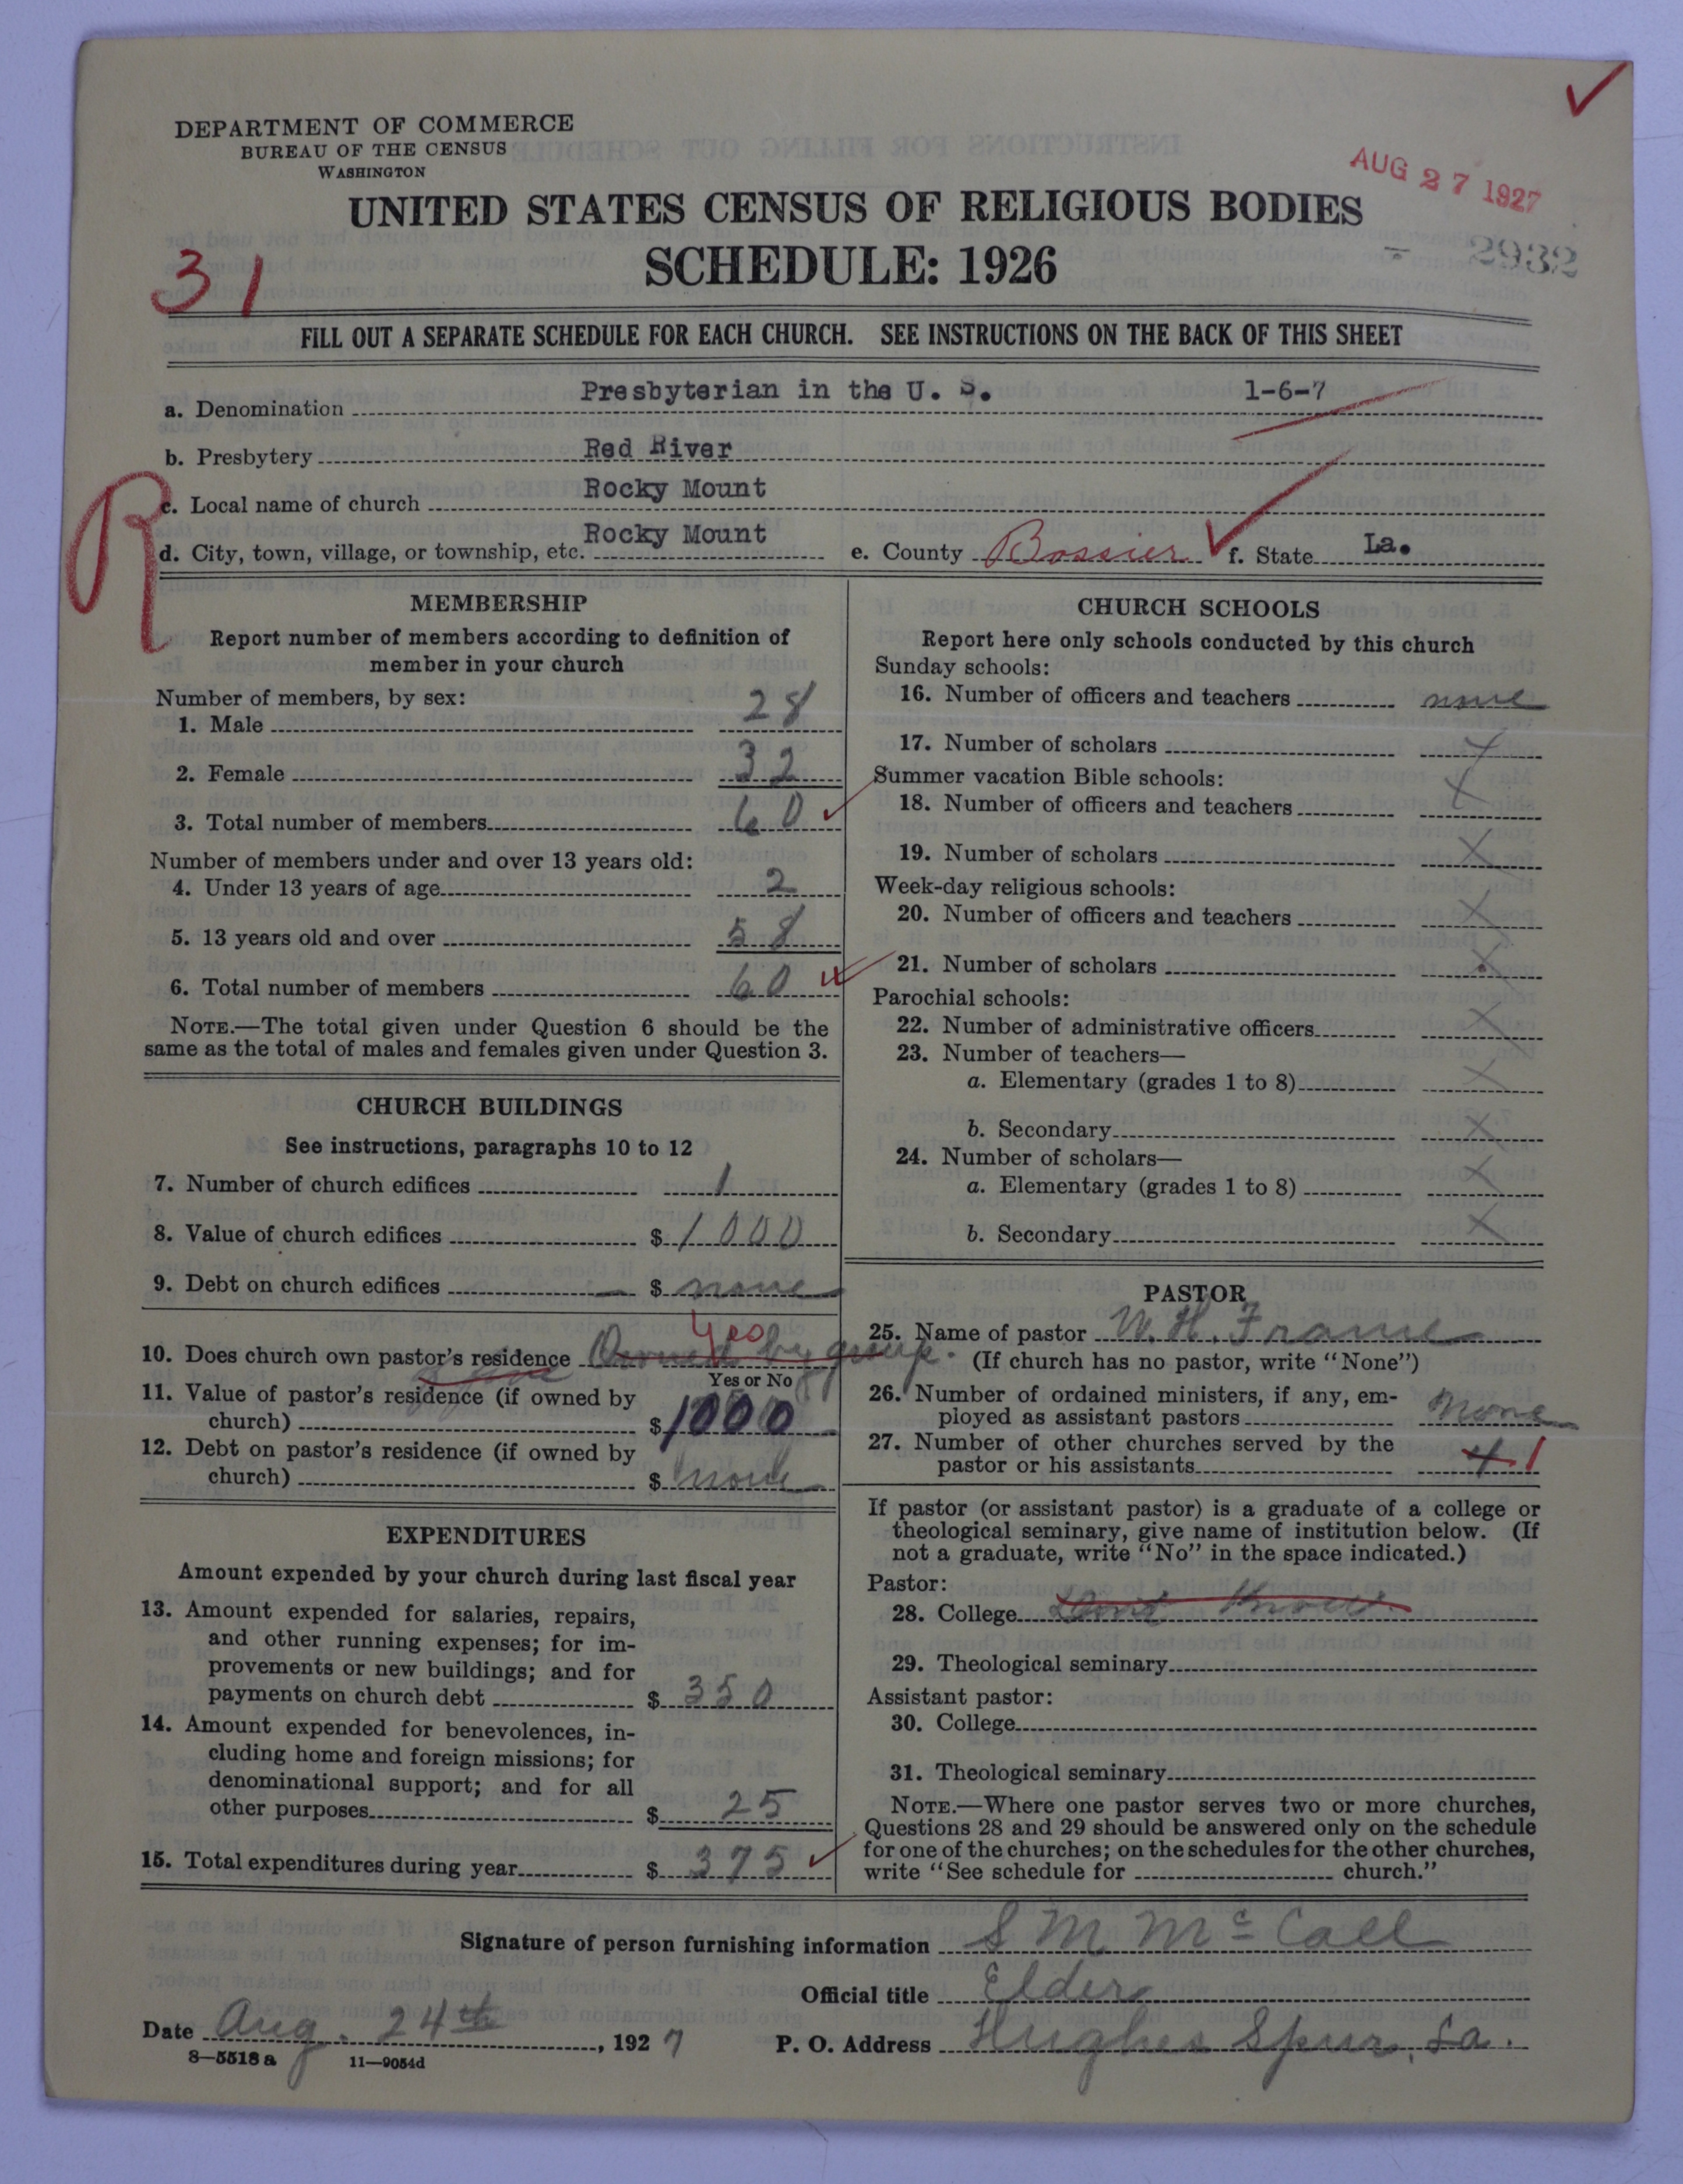 DEPARTMENT OF COMMERCE
BUREAU OF THE CENSUS
WASHINGTON
AUG 27 1927
UNITED STATES CENSUS OF RELIGIOUS BODIES
SCHEDULE: 1926
2932
31
FILL OUT A SEPARATE SCHEDULE FOR EACH CHURCH. SEE INSTRUCTIONS ON THE BACK OF THIS SHEET
a. Denomination Presbyterian in the U. S. 1-6-7
b. Presbytery Red River
R
c. Local name of church Rocky Mount
d. City, town, village, or township, etc. Rocky Mount e. County Bossier f. State La.
MEMBERSHIP
Report number of members according to definition of
member in your church
Number of members, by sex:
1. Male 28
2. Female 32
3. Total number of members 60
Number of members under and over 13 years old:
4. Under 13 years of age 2
5. 13 years old and over 58
6. Total number of members 60
NOTE.—The total given under Question 6 should be the
same as the total of males and females given under Question 3.
CHURCH BUILDINGS
See instructions, paragraphs 10 to 12
7. Number of church edifices 1
8. Value of church edifices $ 1000
9. Debt on church edifices $ none
Yes
10. Does church own pastor's residence Owned by group.
Yes or No
11. Value of pastor's residence (if owned by
church) $ 1000
12. Debt on pastor's residence (if owned by
church) $ none
EXPENDITURES
Amount expended by your church during last fiscal year
13. Amount expended for salaries, repairs,
and other running expenses; for im-
provements or new buildings; and for
payments on church debt $ 350
14. Amount expended for benevolences, in-
cluding home and foreign missions; for
denominational support; and for all
other purposes $ 25
15. Total expenditures during year $ 375
CHURCH SCHOOLS
Report here only schools conducted by this church
Sunday schools:
16. Number of officers and teachers none
17. Number of scholars X
Summer vacation Bible schools:
18. Number of officers and teachers X
19. Number of scholars X
Week-day religious schools:
20. Number of officers and teachers X
21. Number of scholars X
Parochial schools:
22. Number of administrative officers X
23. Number of teachers—
a. Elementary (grades 1 to 8) X
b. Secondary X
24. Number of scholars—
a. Elementary (grades 1 to 8) X
b. Secondary X
PASTOR
25. Name of pastor W. H. Frame
(If church has no pastor, write "None")
26. Number of ordained ministers, if any, em-
ployed as assistant pastors None
27. Number of other churches served by the
pastor or his assistants 4 1
If pastor (or assistant pastor) is a graduate of a college or
theological seminary, give name of institution below. (If
not a graduate, write "No" in the space indicated.)
Pastor:
28. College Dont Know
29. Theological seminary
Assistant pastor:
30. College
31. Theological seminary
NOTE.—Where one pastor serves two or more churches,
Questions 28 and 29 should be answered only on the schedule
for one of the churches; on the schedules for the other churches,
write "See schedule for church."
Signature of person furnishing information S M McCall
Official title Elder
Date Aug. 24th, 1927 P. O. Address Hughes Spur, La.
8—5518 a 11—9054d